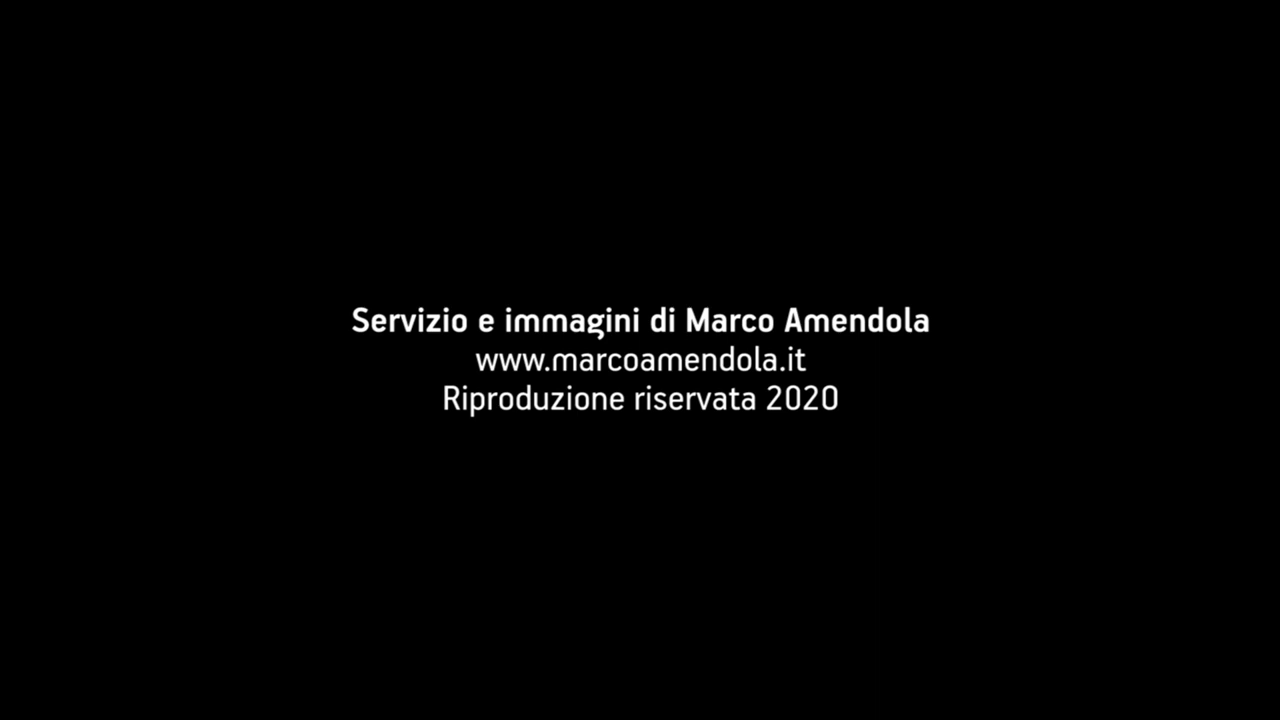 Servizio e immagini di Marco Amendola
www.marcoamendola.it
Riproduzione riservata 2020